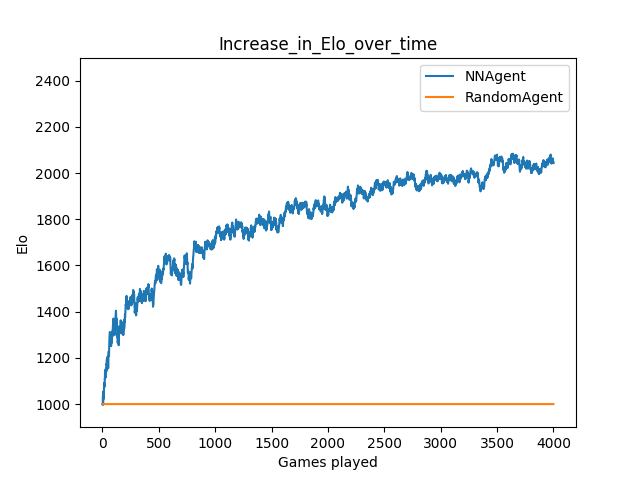 Increase_in_Elo_over_time
NNAgent
RandomAgent
2400
2200
2000
1800
1600
1400
1200
1000
Elo
0 500 1000 1500 2000 2500 3000 3500 4000
Games played